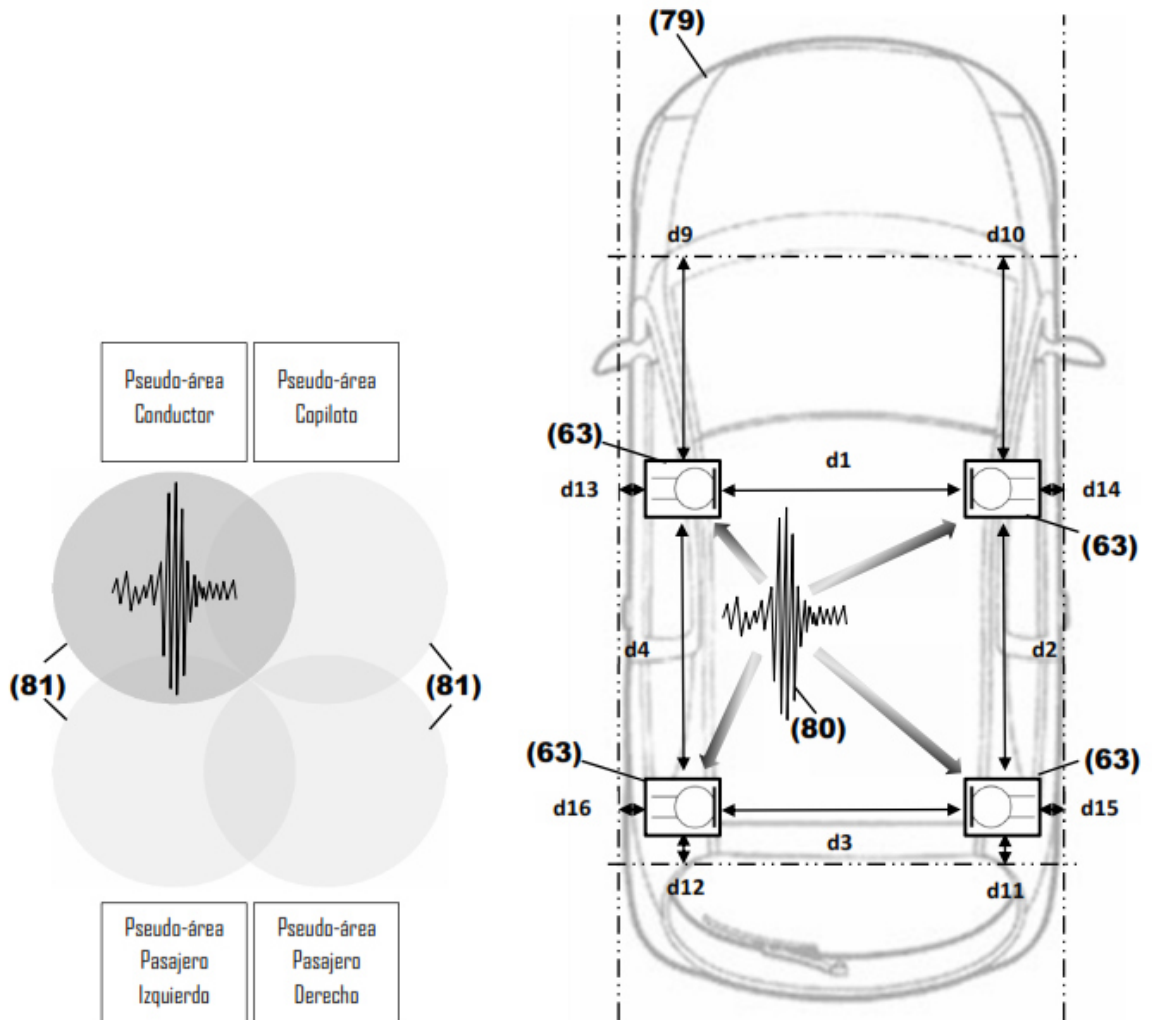 (79)
d9
d10
Pseudo-área
Conductor
Pseudo-área
Copiloto
(63)
d1
d13
d14
(63)
(81)
(81)
d4
d2
(80)
(63)
(63)
d16
d15
d3
d12
d11
Pseudo-área
Pasajero
Izquierdo
Pseudo-área
Pasajero
Derecho